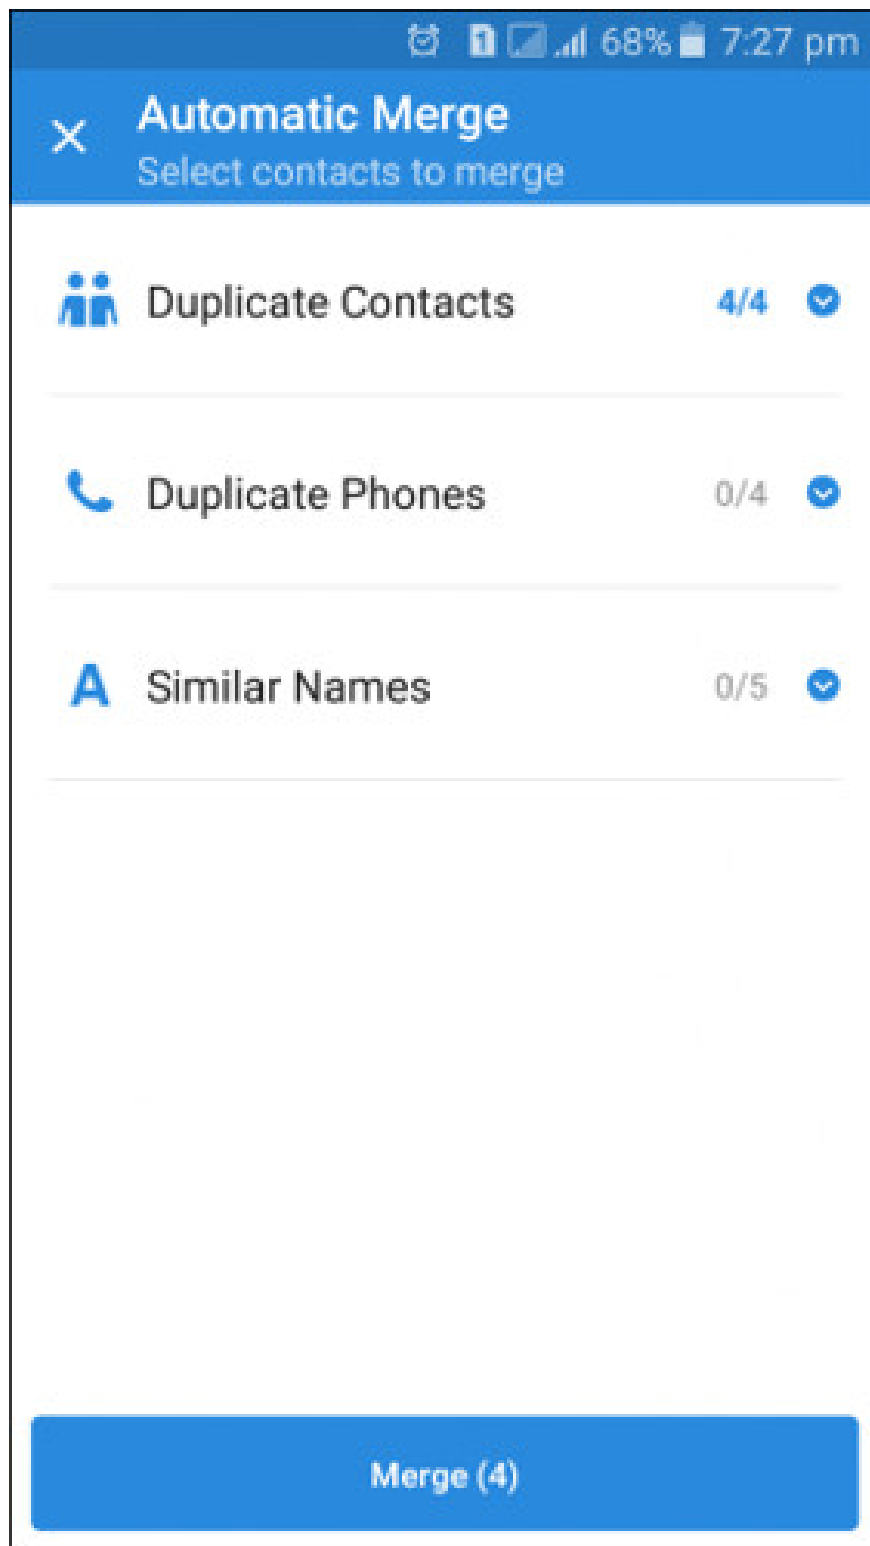 1 68% 7:27 pm
Automatic Merge
Select contacts to merge
Duplicate Contacts 4/4
Duplicate Phones 0/4
A Similar Names 0/5
Merge (4)